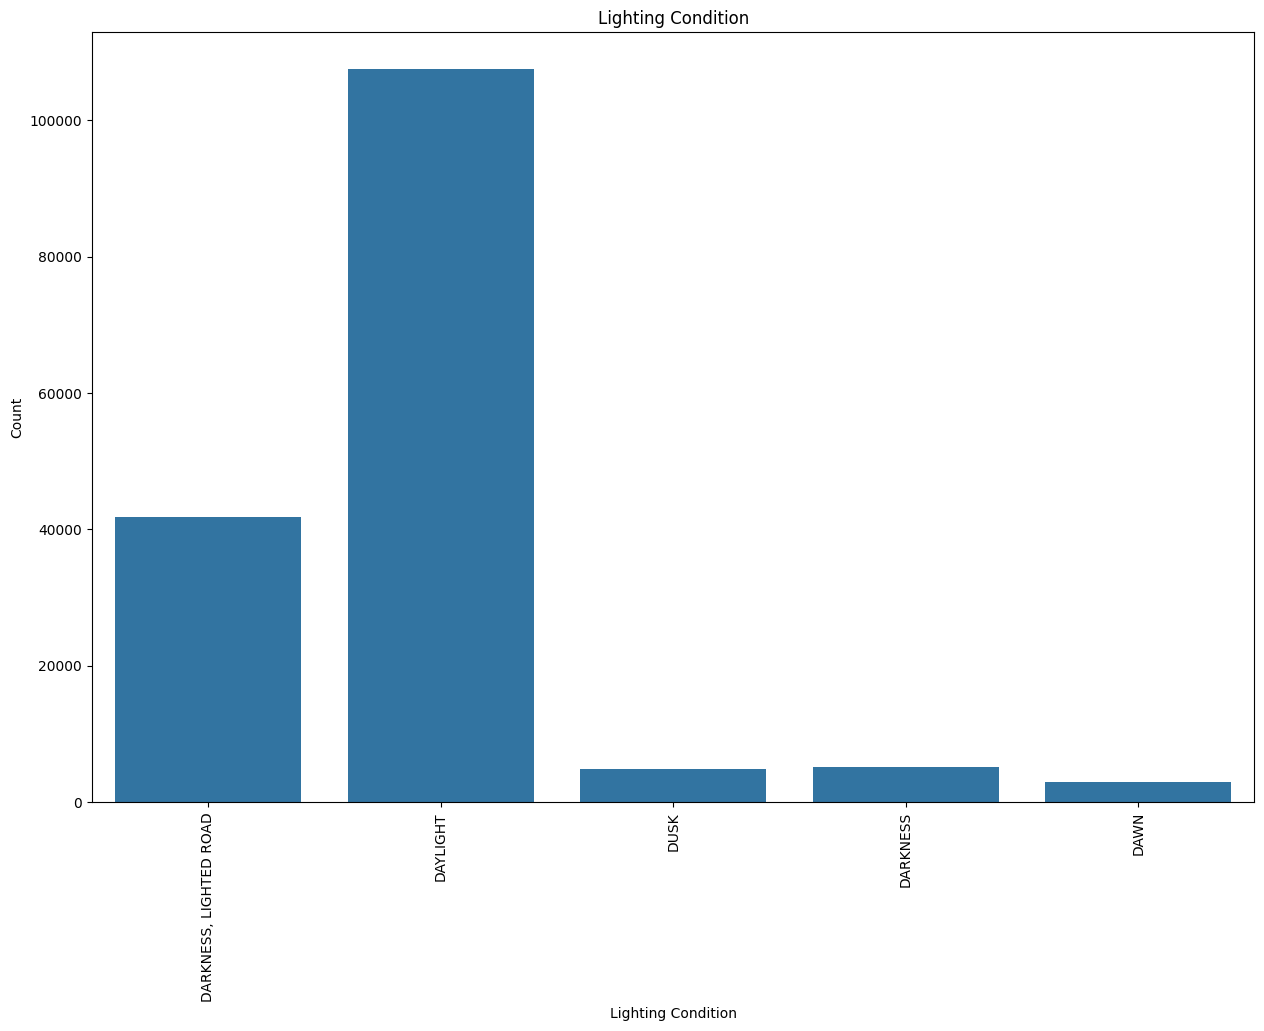 Lighting Condition
100000
80000
60000
40000
20000
0
Count
DARKNESS, LIGHTED ROAD
DAYLIGHT
DUSK
DARKNESS
DAWN
Lighting Condition